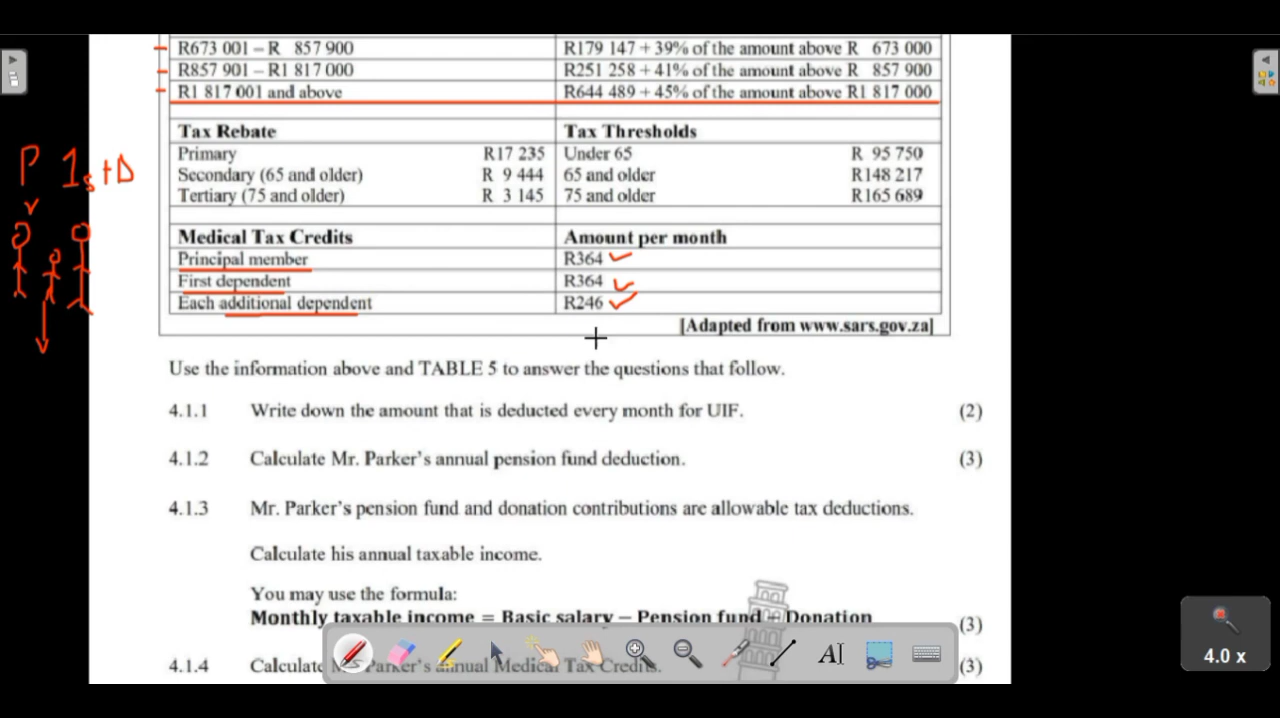 R673 001 – R 857 900 R179 147 + 39% of the amount above R 673 000
R857 901 – R1 817 000 R251 258 + 41% of the amount above R 857 900
R1 817 001 and above R644 489 + 45% of the amount above R1 817 000
Tax Rebate Tax Thresholds
Primary R17 235 Under 65 R 95 750
Secondary (65 and older) R 9 444 65 and older R148 217
Tertiary (75 and older) R 3 145 75 and older R165 689
P 1st D
Medical Tax Credits Amount per month
Principal member R364
First dependent R364
Each additional dependent R246
[Adapted from www.sars.gov.za]
Use the information above and TABLE 5 to answer the questions that follow.
4.1.1 Write down the amount that is deducted every month for UIF. (2)
4.1.2 Calculate Mr. Parker's annual pension fund deduction. (3)
4.1.3 Mr. Parker's pension fund and donation contributions are allowable tax deductions.
Calculate his annual taxable income.
You may use the formula:
Monthly taxable income = Basic salary – Pension fund – Donation (3)
4.1.4 Calculate Parker's annual Medical Tax Credits. (3)
AI
4.0 x